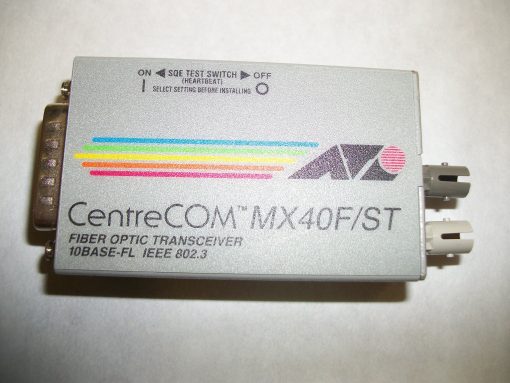 ON ◀ SQE TEST SWITCH ▶ OFF
(HEARTBEAT)
| SELECT SETTING BEFORE INSTALLING O
CentreCOM™ MX40F/ST
FIBER OPTIC TRANSCEIVER
10BASE-FL IEEE 802.3